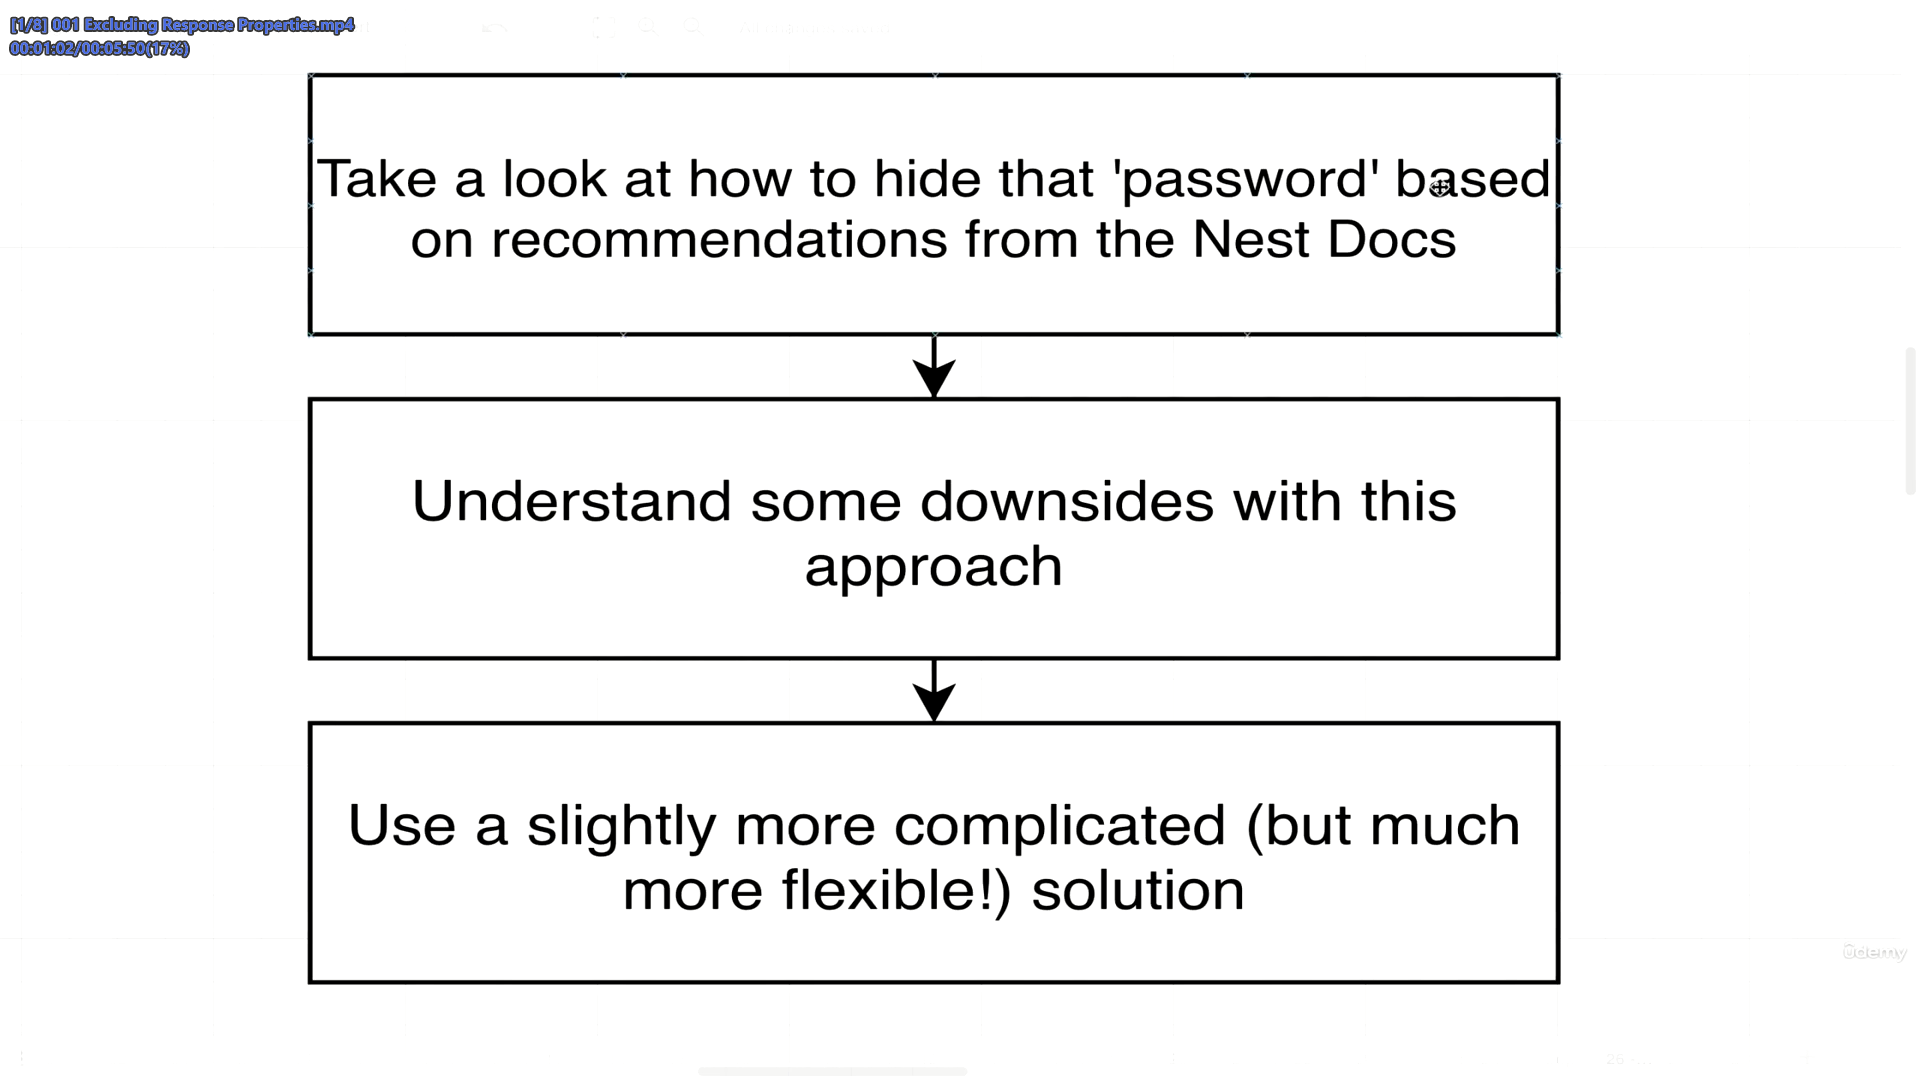 [1/8] 001 Excluding Response Properties.mp4
00:01:02/00:05:50(17%)
Take a look at how to hide that 'password' based
on recommendations from the Nest Docs
Understand some downsides with this
approach
Use a slightly more complicated (but much
more flexible!) solution
ûdemy